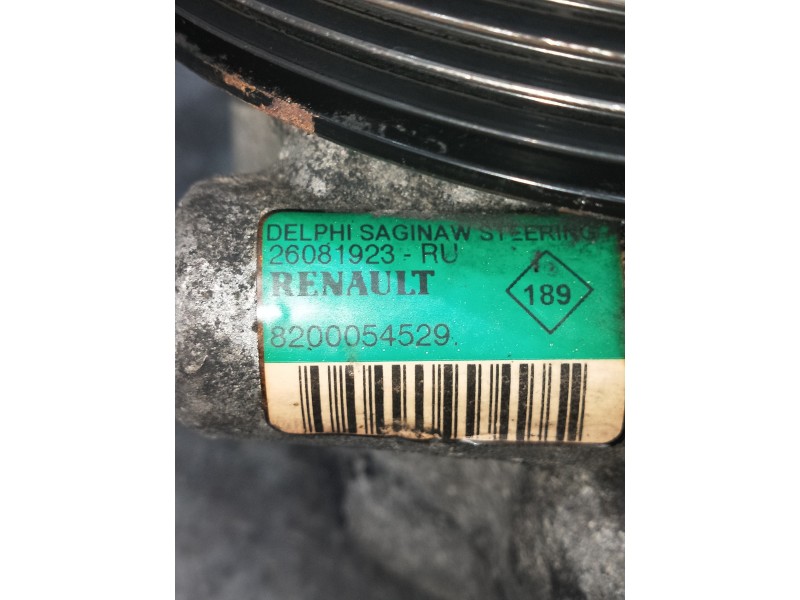 DELPHI SAGINAW STEERING
26081923 - RU
RENAULT
189
8200054529.